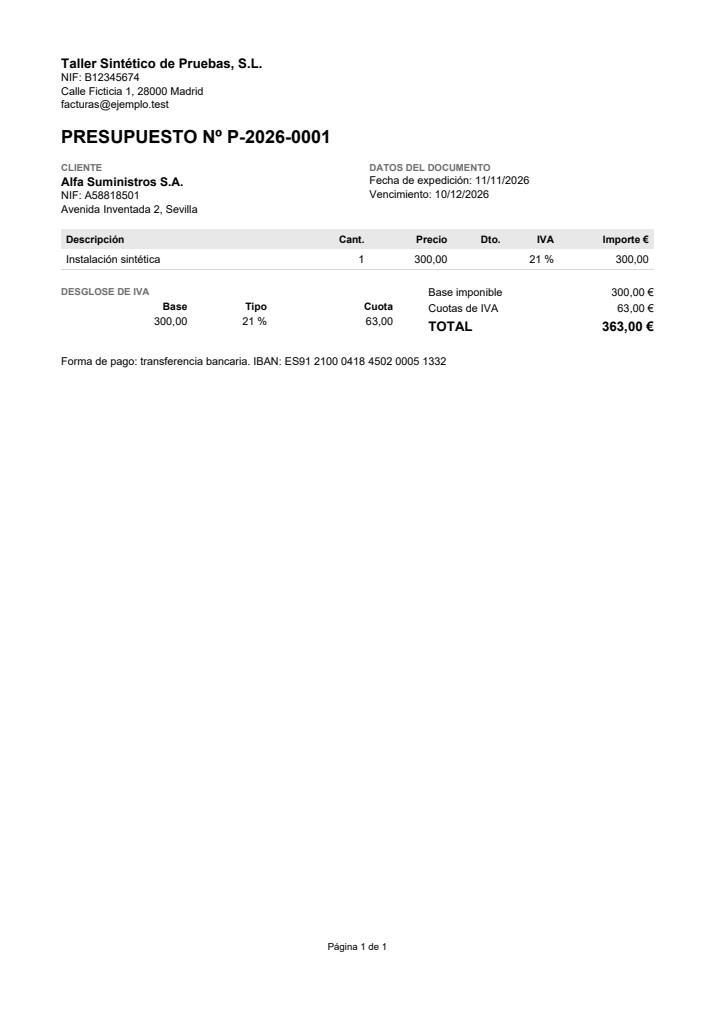 Taller Sintético de Pruebas, S.L.
NIF: B12345674
Calle Ficticia 1, 28000 Madrid
facturas@ejemplo.test
PRESUPUESTO Nº P-2026-0001
CLIENTE
Alfa Suministros S.A.
NIF: A58818501
Avenida Inventada 2, Sevilla
DATOS DEL DOCUMENTO
Fecha de expedición: 11/11/2026
Vencimiento: 10/12/2026
Descripción Cant. Precio Dto. IVA Importe €
Instalación sintética 1 300,00 21 % 300,00
DESGLOSE DE IVA
Base Tipo Cuota
300,00 21 % 63,00
Base imponible 300,00 €
Cuotas de IVA 63,00 €
TOTAL 363,00 €
Forma de pago: transferencia bancaria. IBAN: ES91 2100 0418 4502 0005 1332
Página 1 de 1